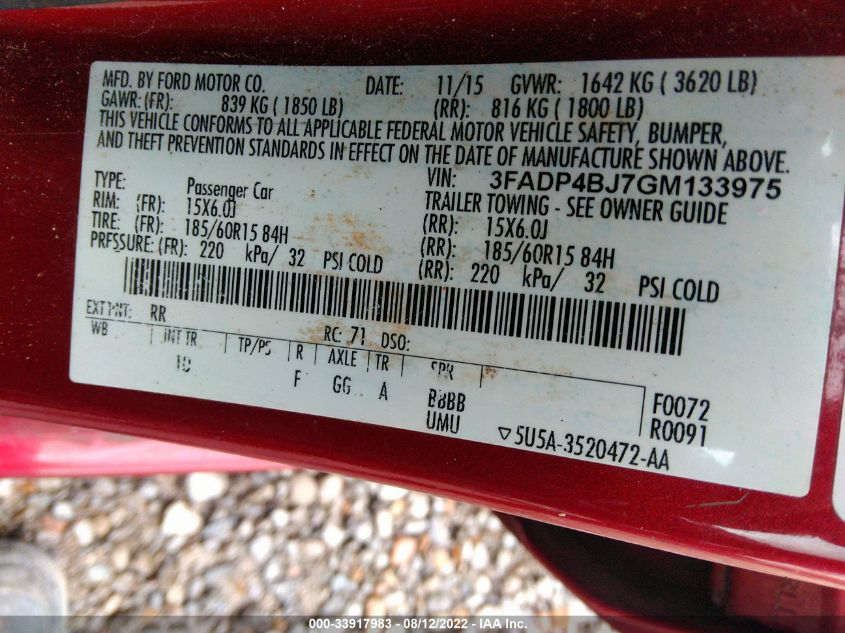 MFD. BY FORD MOTOR CO. DATE: 11/15 GVWR: 1642 KG ( 3620 LB)
GAWR: (FR): 839 KG ( 1850 LB) (RR): 816 KG ( 1800 LB)
THIS VEHICLE CONFORMS TO ALL APPLICABLE FEDERAL MOTOR VEHICLE SAFETY, BUMPER,
AND THEFT PREVENTION STANDARDS IN EFFECT ON THE DATE OF MANUFACTURE SHOWN ABOVE.
VIN: 3FADP4BJ7GM133975
TYPE: Passenger Car TRAILER TOWING - SEE OWNER GUIDE
RIM: (FR): 15X6.0J (RR): 15X6.0J
TIRE: (FR): 185/60R15 84H (RR): 185/60R15 84H
PRESSURE: (FR): 220 kPa/ 32 PSI COLD (RR): 220 kPa/ 32 PSI COLD
EXT PNT: RR RC: 71 DSO:
WB INT TR TP/PS R AXLE TR SPR
F GG A BBBB F0072
UMU R0091
▽5U5A-3520472-AA
000-33917983 - 08/12/2022 - IAA Inc.